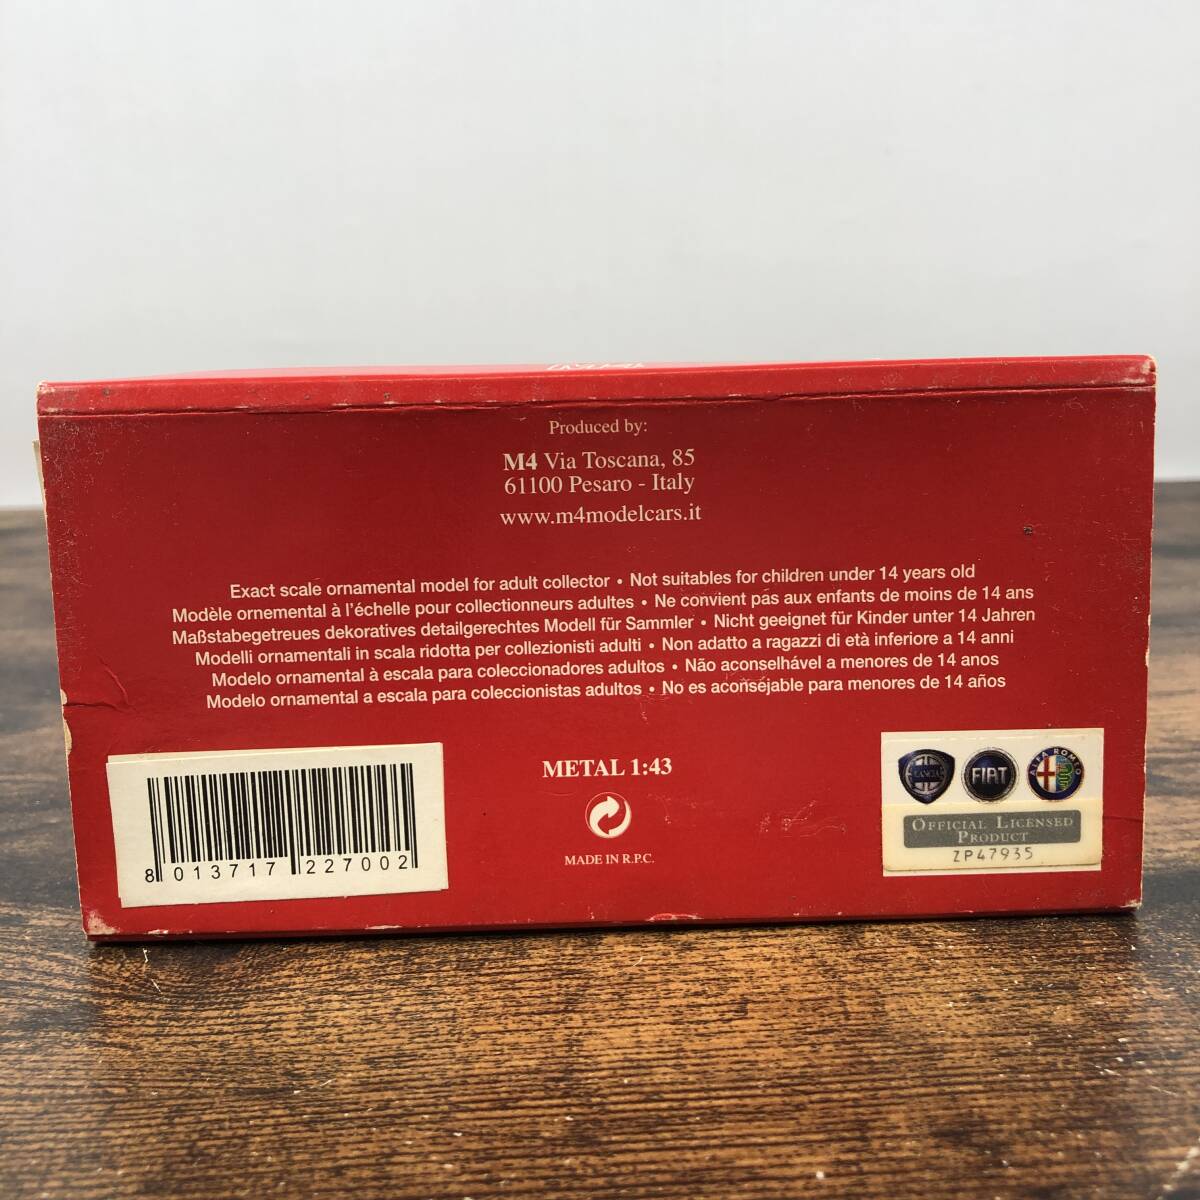 Produced by:
M4 Via Toscana, 85
61100 Pesaro - Italy
www.m4modelcars.it
Exact scale ornamental model for adult collector • Not suitables for children under 14 years old
Modèle ornemental à l'échelle pour collectionneurs adultes • Ne convient pas aux enfants de moins de 14 ans
Maßstabegetreues dekoratives detailgerechtes Modell für Sammler • Nicht geeignet für Kinder unter 14 Jahren
Modelli ornamentali in scala ridotta per collezionisti adulti • Non adatto a ragazzi di età inferiore a 14 anni
Modelo ornamental à escala para coleccionadores adultos • Não aconselhável a menores de 14 anos
Modelo ornamental a escala para coleccionistas adultos • No es aconsejable para menores de 14 años
METAL 1:43
MADE IN R.P.C.
8 013717 227002
LANCIA
FIAT
ALFA ROMEO
OFFICIAL LICENSED
PRODUCT
ZP47935